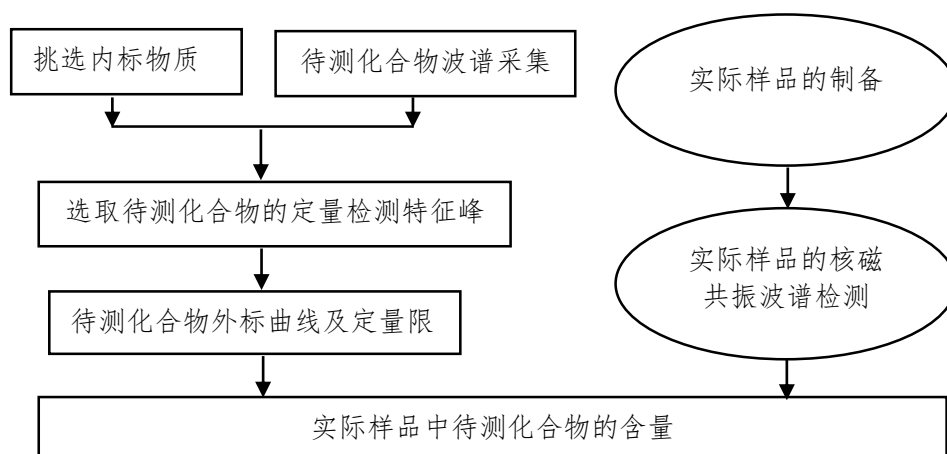 挑选内标物质
待测化合物波谱采集
实际样品的制备
选取待测化合物的定量检测特征峰
实际样品的核磁
共振波谱检测
待测化合物外标曲线及定量限
实际样品中待测化合物的含量